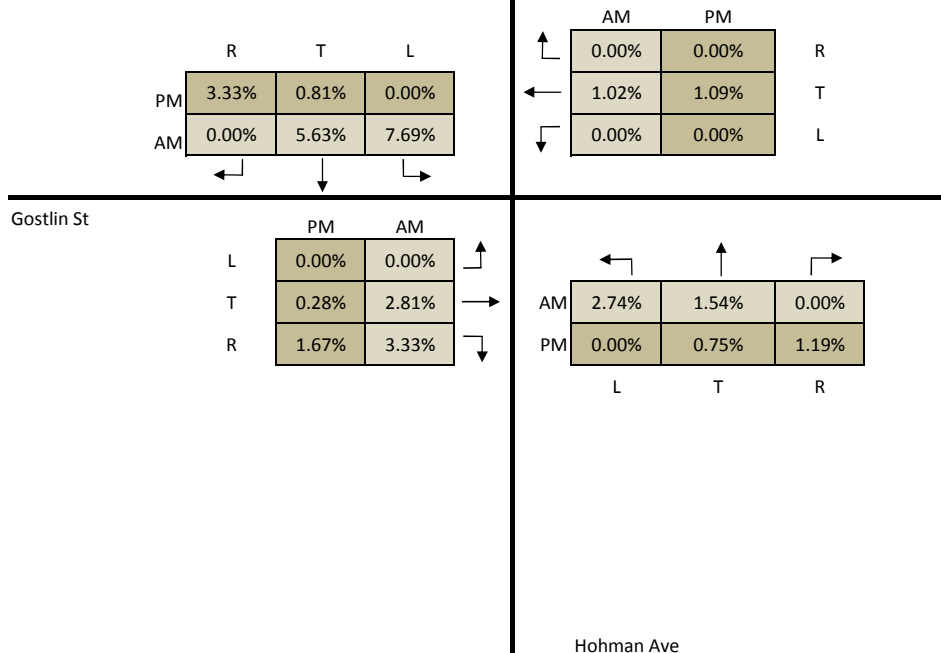 AM PM
0.00% 0.00% R
1.02% 1.09% T
0.00% 0.00% L
R T L
PM 3.33% 0.81% 0.00%
AM 0.00% 5.63% 7.69%
Gostlin St
PM AM
L 0.00% 0.00%
T 0.28% 2.81%
R 1.67% 3.33%
AM 2.74% 1.54% 0.00%
PM 0.00% 0.75% 1.19%
L T R
Hohman Ave